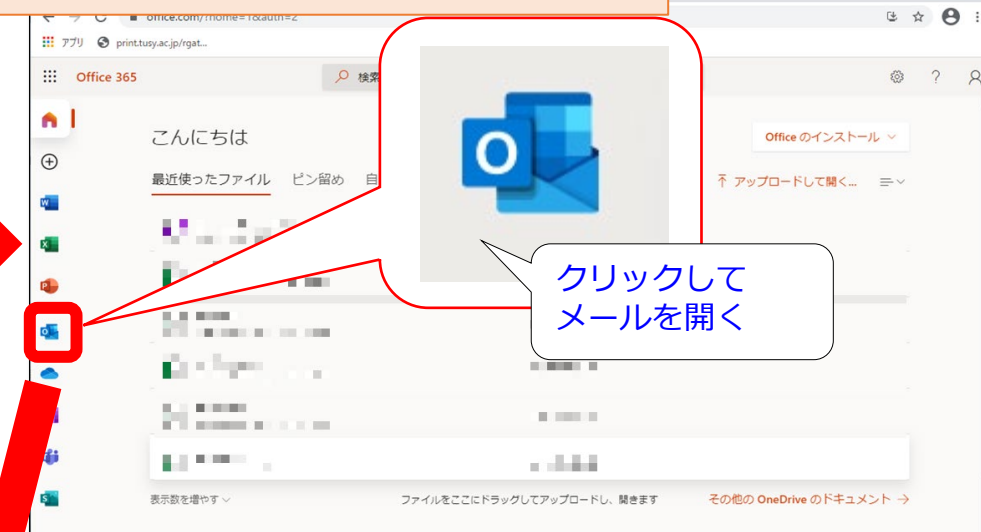 office.com/?home=1&auth=2
アプリ
print.tusy.ac.jp/rgat...
Office 365
検索
こんにちは
Office のインストール
最近使ったファイル
ピン留め
自
アップロードして開く...
O
クリックして
メールを開く
表示数を増やす
ファイルをここにドラッグしてアップロードし、開きます
その他の OneDrive のドキュメント →